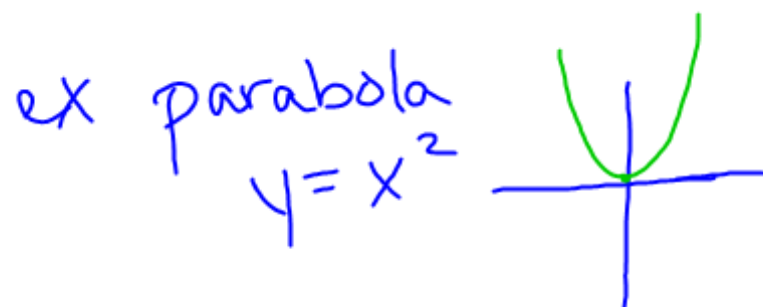 ex parabola
y = x²